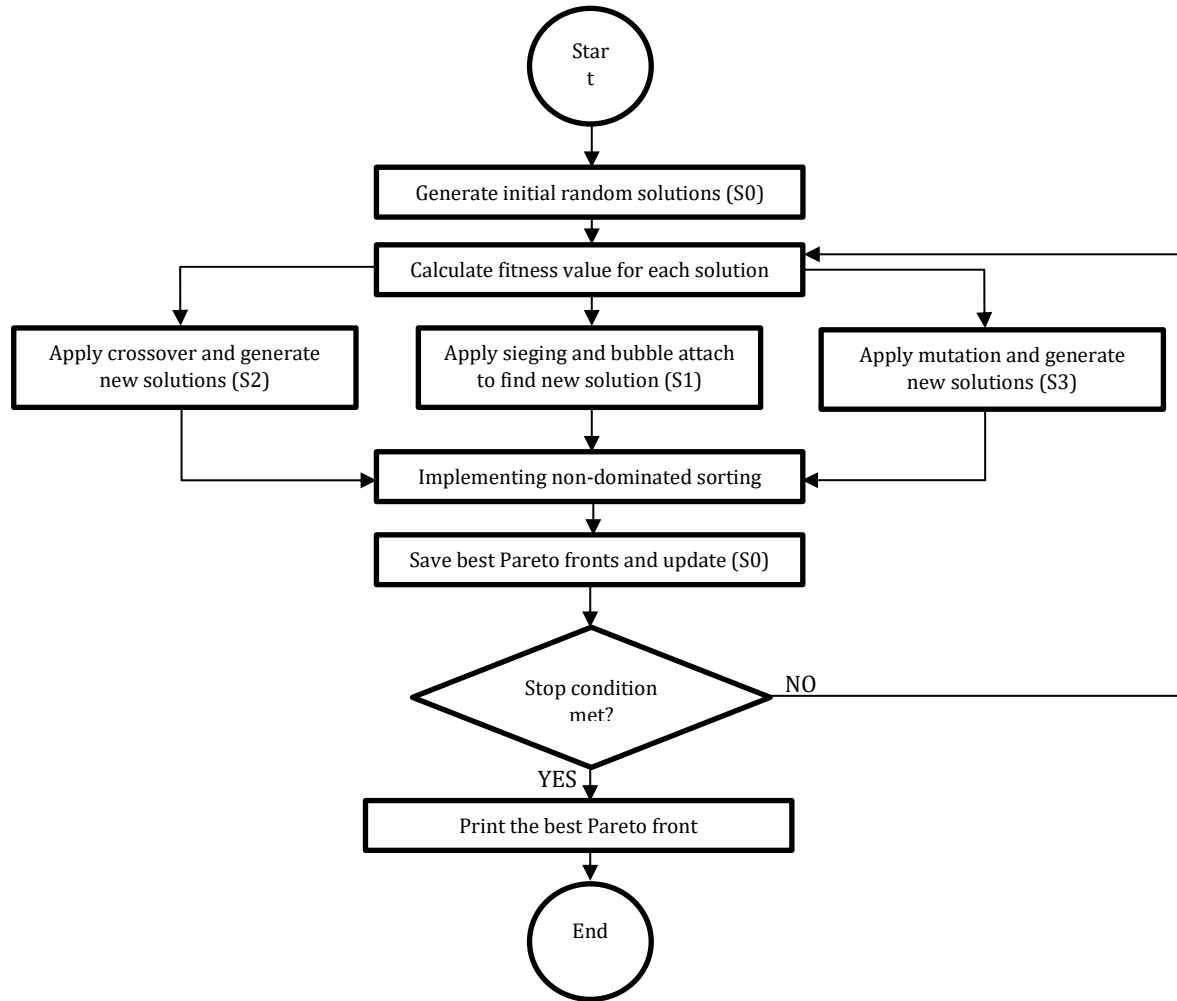 Star
t
Generate initial random solutions (S0)
Calculate fitness value for each solution
Apply crossover and generate
new solutions (S2)
Apply sieging and bubble attach
to find new solution (S1)
Apply mutation and generate
new solutions (S3)
Implementing non-dominated sorting
Save best Pareto fronts and update (S0)
Stop condition
met?
NO
YES
Print the best Pareto front
End